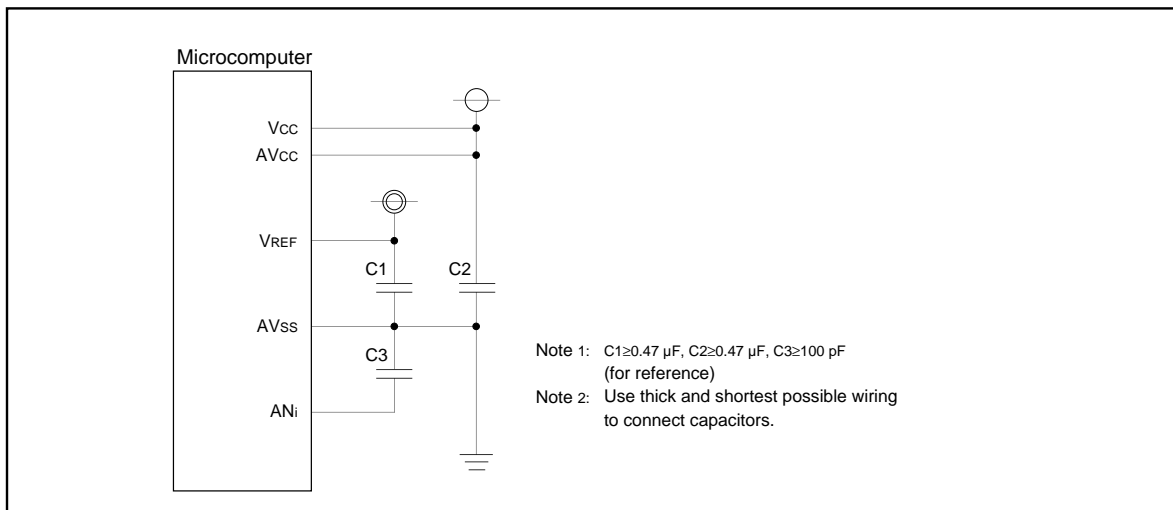 Microcomputer
VCC
AVCC
VREF
C1
C2
AVSS
C3
ANi
Note 1: C1≥0.47 µF, C2≥0.47 µF, C3≥100 pF
(for reference)
Note 2: Use thick and shortest possible wiring
to connect capacitors.